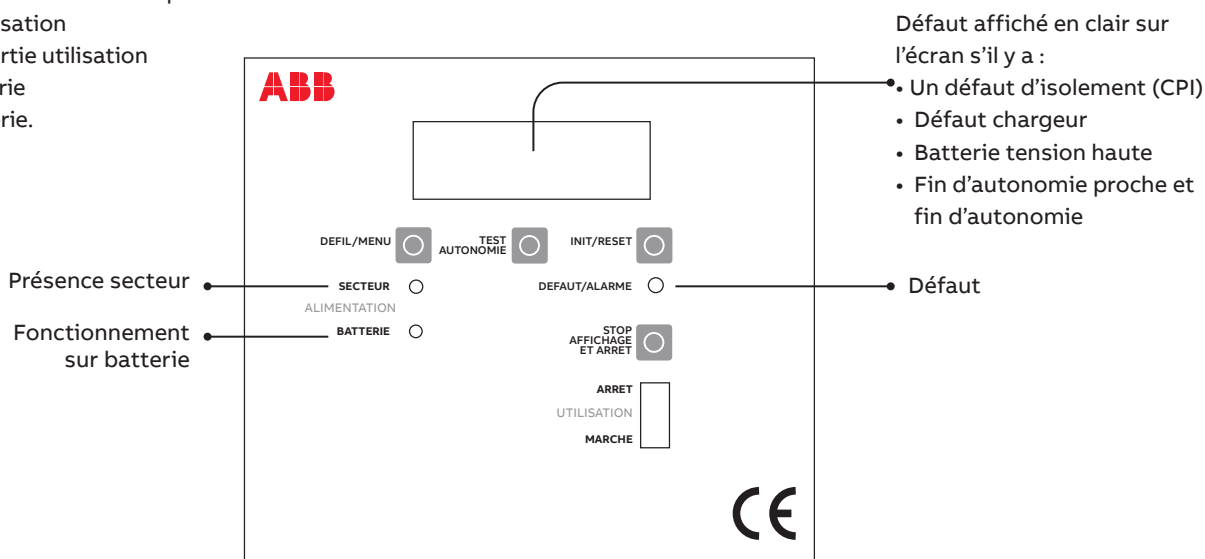 sation
rtie utilisation
rie
rie.
Défaut affiché en clair sur
l'écran s'il y a :
• Un défaut d'isolement (CPI)
• Défaut chargeur
• Batterie tension haute
• Fin d'autonomie proche et
fin d'autonomie
ABB
DEFIL/MENU
TEST
AUTONOMIE
INIT/RESET
Présence secteur
SECTEUR
DEFAUT/ALARME
Défaut
ALIMENTATION
Fonctionnement
sur batterie
BATTERIE
STOP
AFFICHAGE
ET ARRET
ARRET
UTILISATION
MARCHE
CE